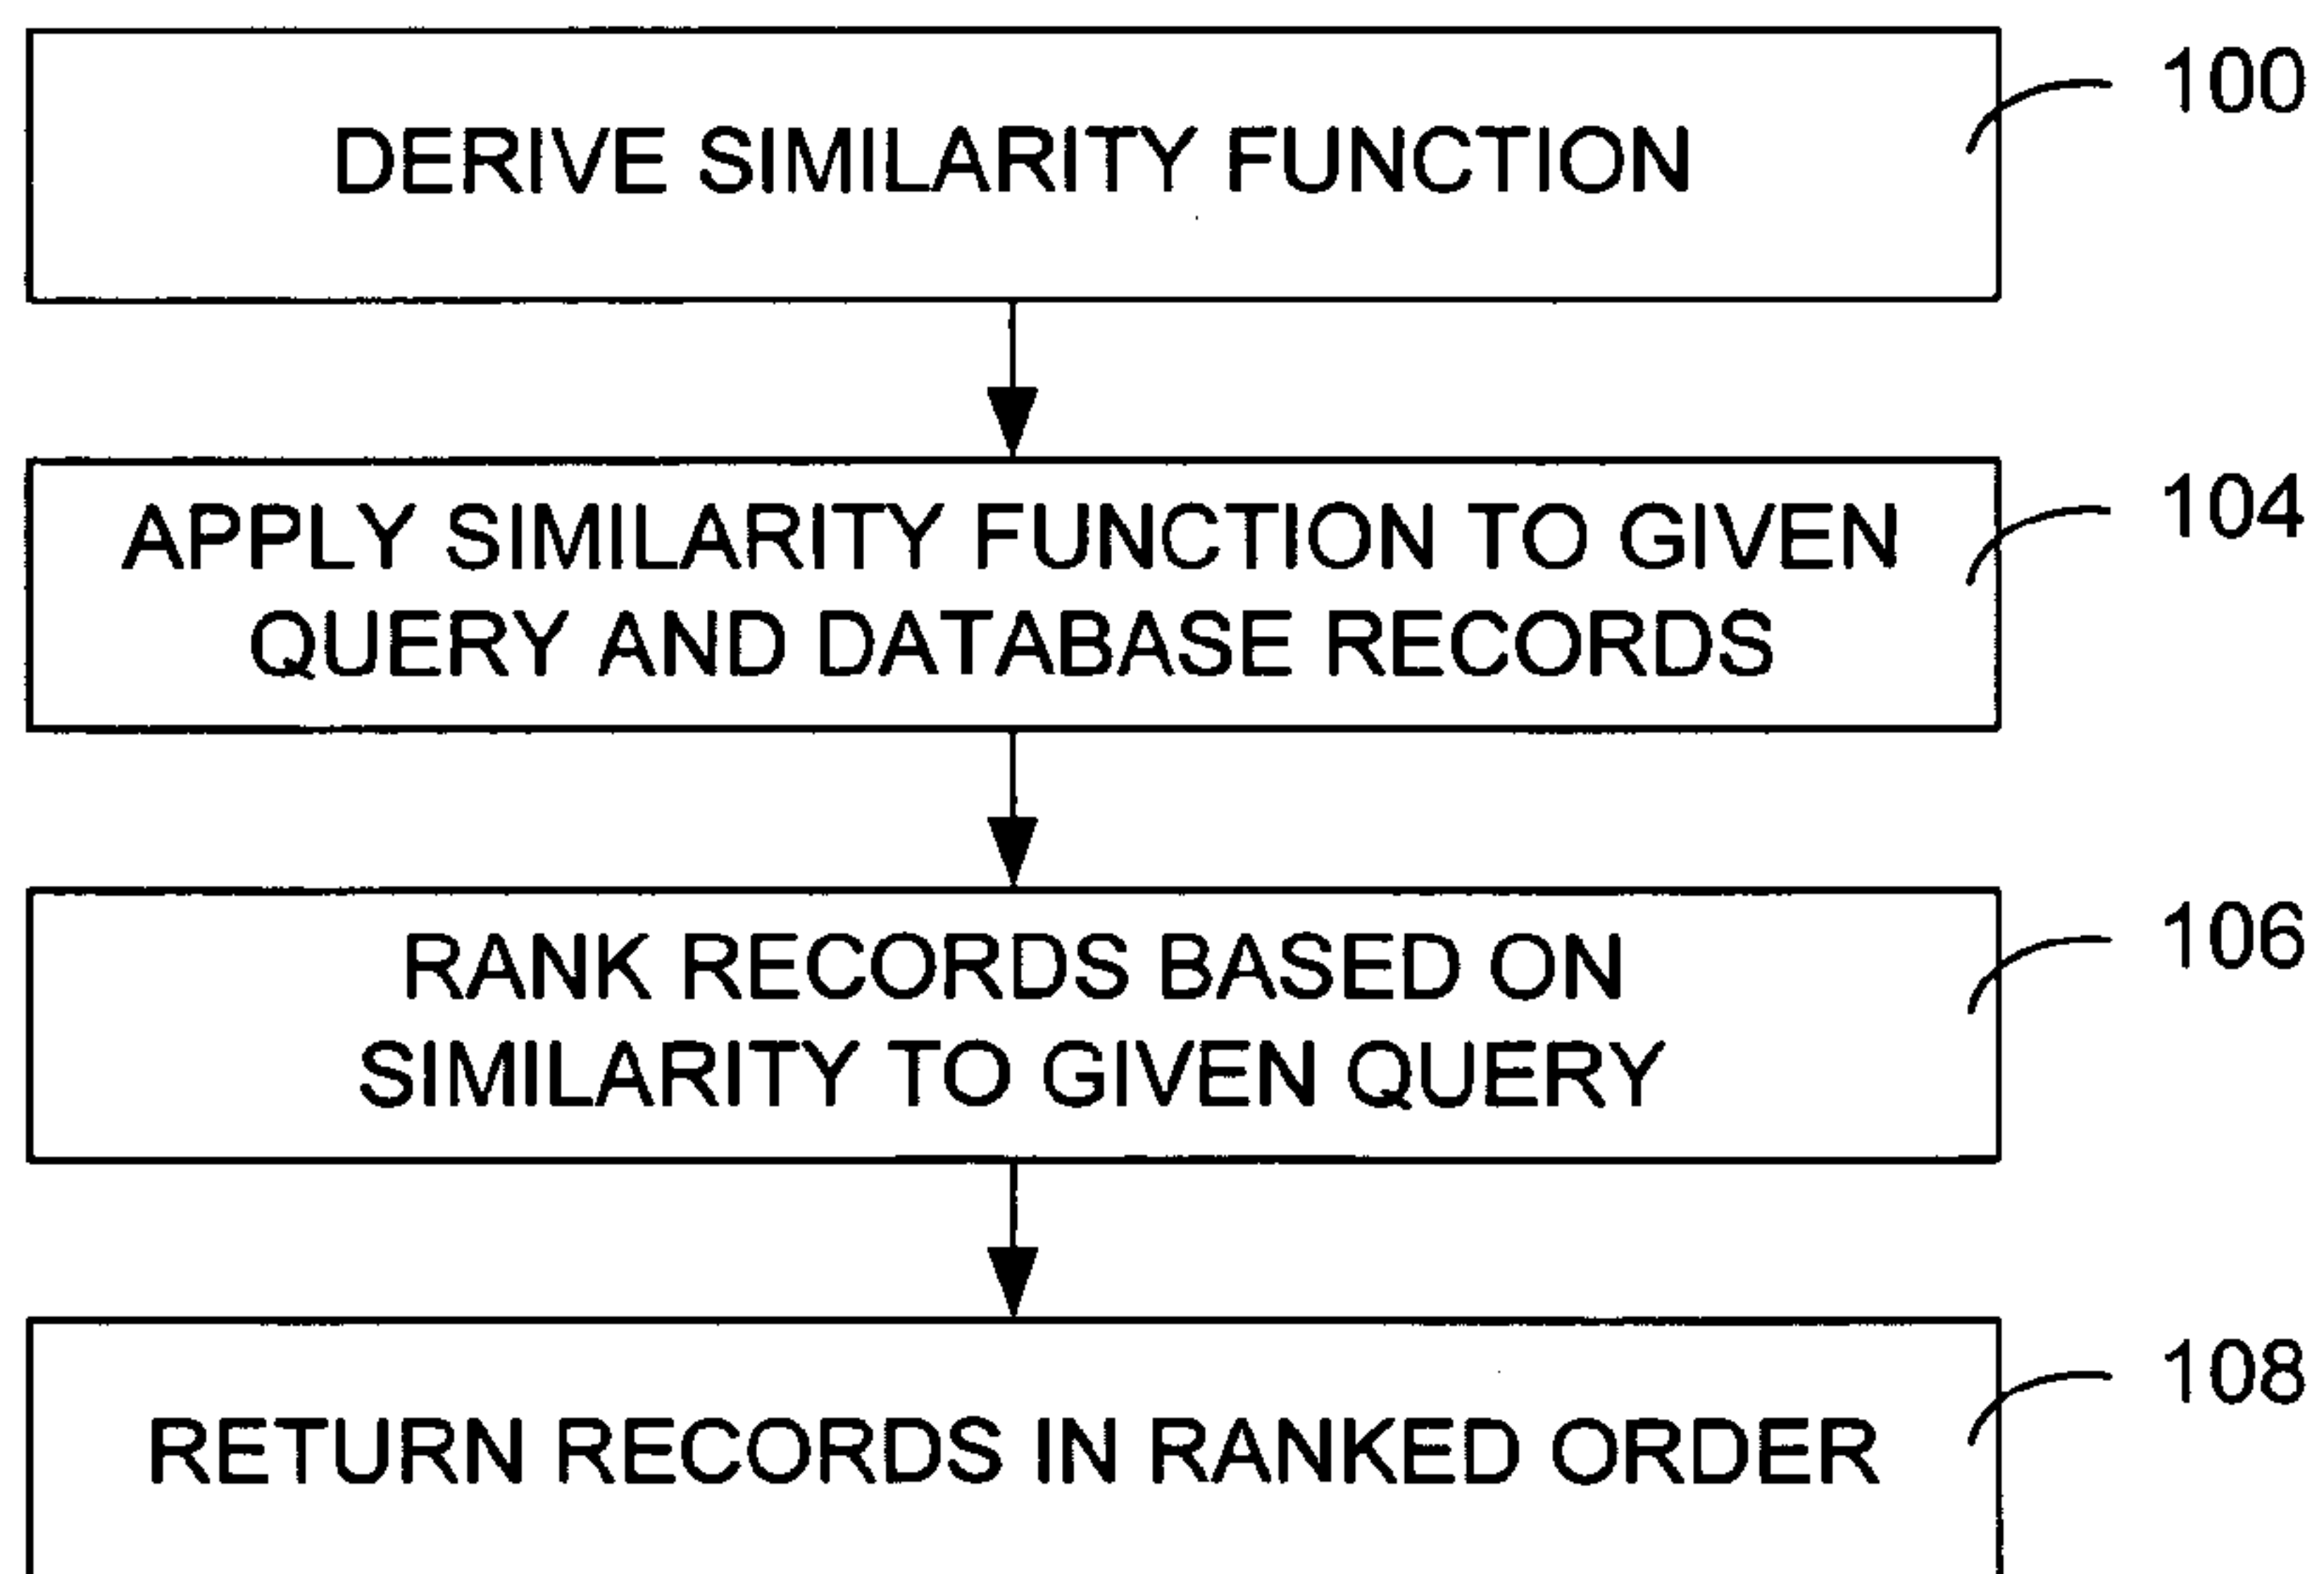 DERIVE SIMILARITY FUNCTION
100
APPLY SIMILARITY FUNCTION TO GIVEN
QUERY AND DATABASE RECORDS
104
RANK RECORDS BASED ON
SIMILARITY TO GIVEN QUERY
106
RETURN RECORDS IN RANKED ORDER
108